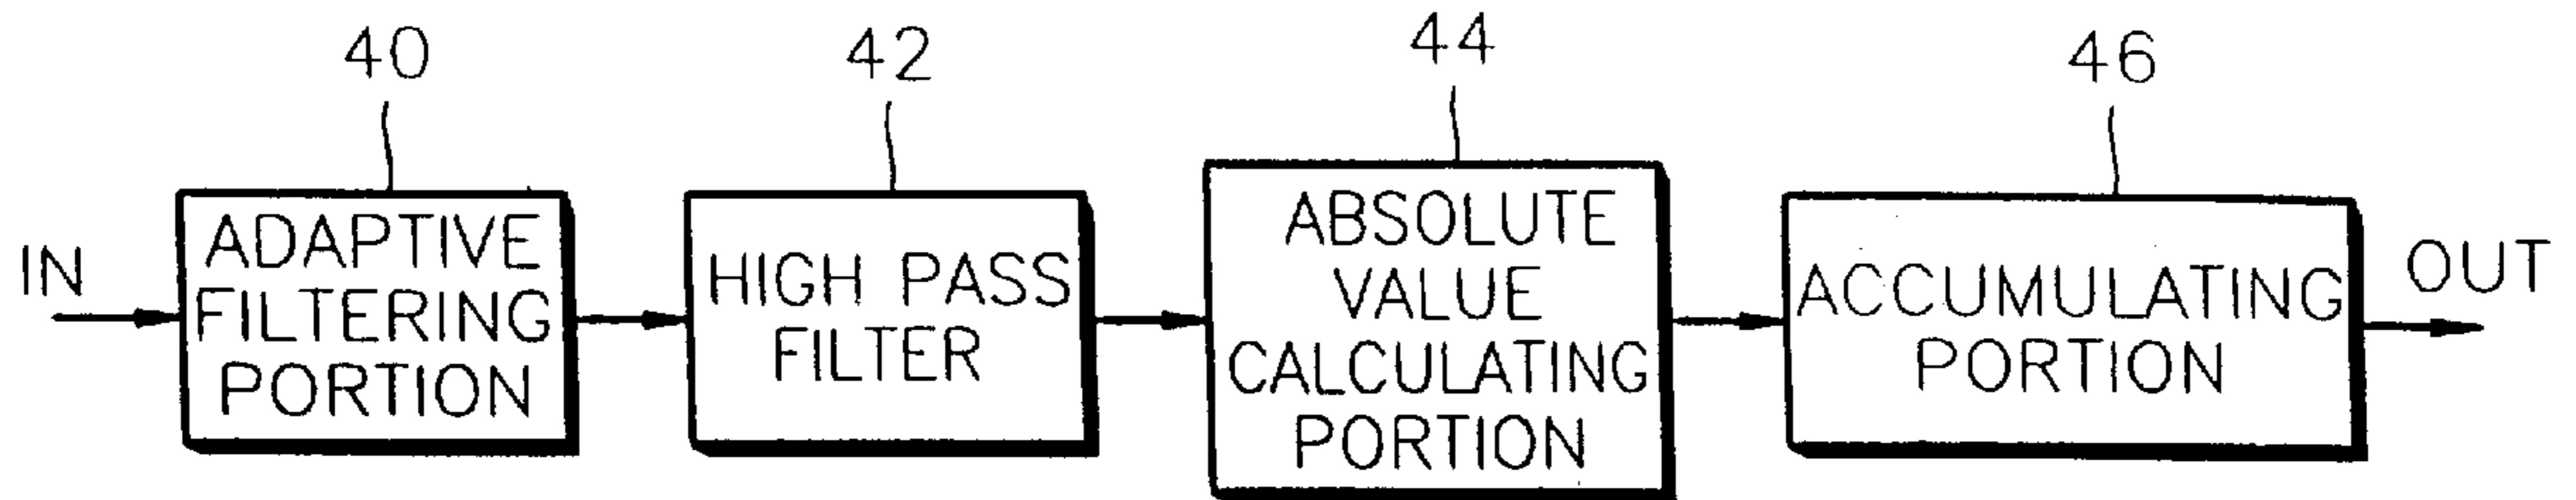 40
42
44
46
IN
ADAPTIVE
FILTERING
PORTION
HIGH PASS
FILTER
ABSOLUTE
VALUE
CALCULATING
PORTION
ACCUMULATING
PORTION
OUT